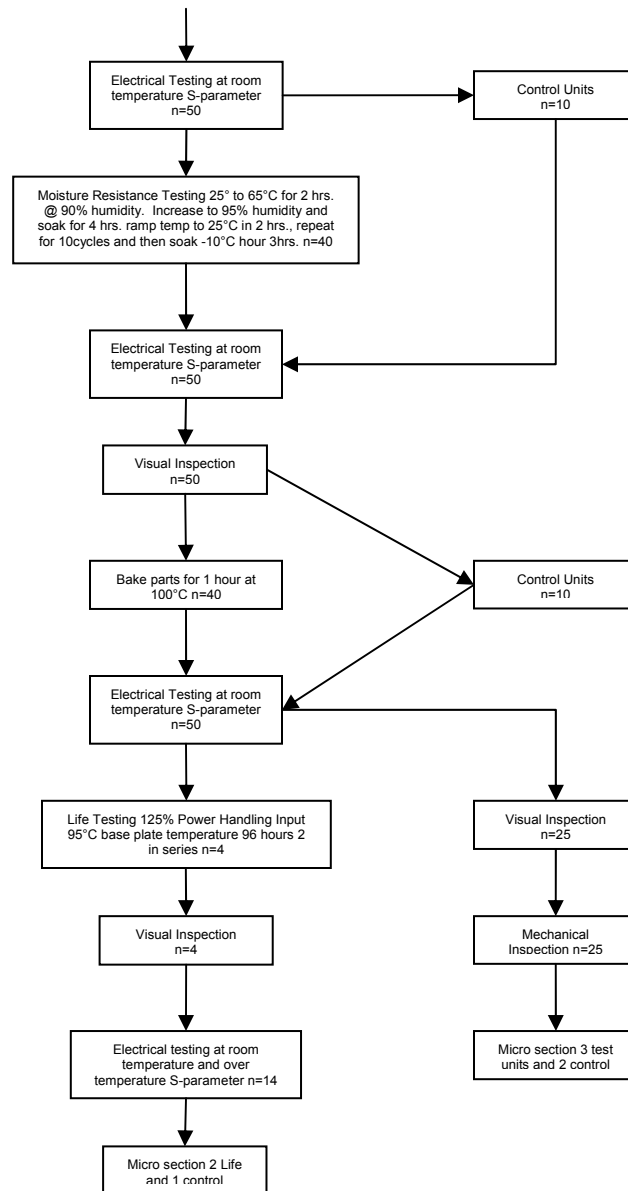 Electrical Testing at room
temperature S-parameter
n=50
Control Units
n=10
Moisture Resistance Testing 25° to 65°C for 2 hrs.
@ 90% humidity. Increase to 95% humidity and
soak for 4 hrs. ramp temp to 25°C in 2 hrs., repeat
for 10cycles and then soak -10°C hour 3hrs. n=40
Electrical Testing at room
temperature S-parameter
n=50
Visual Inspection
n=50
Bake parts for 1 hour at
100°C n=40
Control Units
n=10
Electrical Testing at room
temperature S-parameter
n=50
Life Testing 125% Power Handling Input
95°C base plate temperature 96 hours 2
in series n=4
Visual Inspection
n=25
Visual Inspection
n=4
Mechanical
Inspection n=25
Electrical testing at room
temperature and over
temperature S-parameter n=14
Micro section 3 test
units and 2 control
Micro section 2 Life
and 1 control